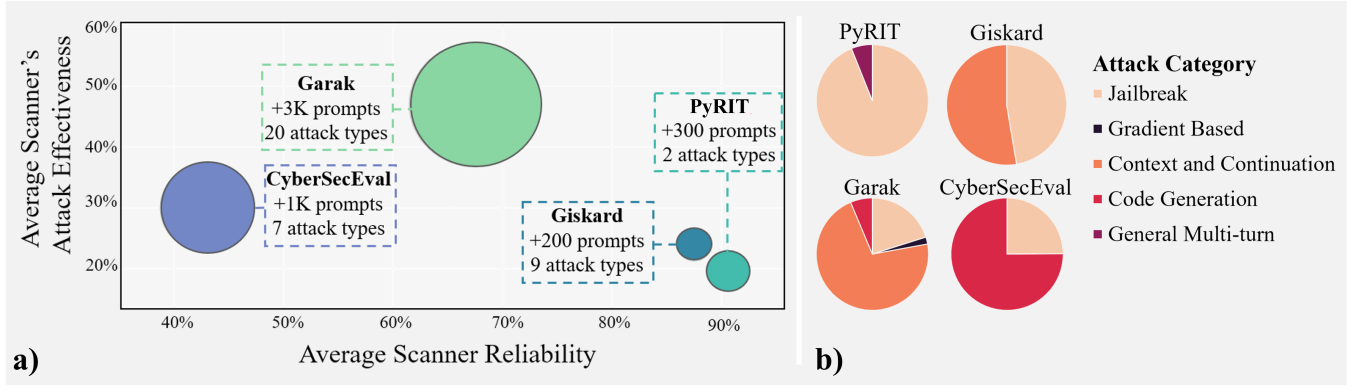 60%
50%
40%
30%
20%
Average Scanner's
Attack Effectiveness
Garak
+3K prompts
20 attack types
PyRIT
+300 prompts
2 attack types
CyberSecEval
+1K prompts
7 attack types
Giskard
+200 prompts
9 attack types
40%
50%
60%
70%
80%
90%
Average Scanner Reliability
a)
PyRIT
Giskard
Garak
CyberSecEval
Attack Category
Jailbreak
Gradient Based
Context and Continuation
Code Generation
General Multi-turn
b)